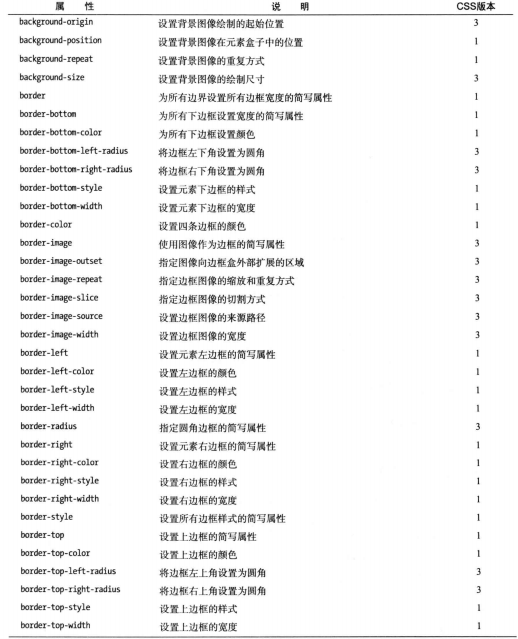 属 性 说 明 CSS版本
background-origin 设置背景图像绘制的起始位置 3
background-position 设置背景图像在元素盒子中的位置 1
background-repeat 设置背景图像的重复方式 1
background-size 设置背景图像的绘制尺寸 3
border 为所有边界设置所有边框宽度的简写属性 1
border-bottom 为所有下边框设置宽度的简写属性 1
border-bottom-color 为所有下边框设置颜色 1
border-bottom-left-radius 将边框左下角设置为圆角 3
border-bottom-right-radius 将边框右下角设置为圆角 3
border-bottom-style 设置元素下边框的样式 1
border-bottom-width 设置元素下边框的宽度 1
border-color 设置四条边框的颜色 1
border-image 使用图像作为边框的简写属性 3
border-image-outset 指定图像向边框盒外部扩展的区域 3
border-image-repeat 指定边框图像的缩放和重复方式 3
border-image-slice 指定边框图像的切割方式 3
border-image-source 设置边框图像的来源路径 3
border-image-width 设置边框图像的宽度 3
border-left 设置元素左边框的简写属性 1
border-left-color 设置左边框的颜色 1
border-left-style 设置左边框的样式 1
border-left-width 设置左边框的宽度 1
border-radius 指定圆角边框的简写属性 3
border-right 设置元素右边框的简写属性 1
border-right-color 设置右边框的颜色 1
border-right-style 设置右边框的样式 1
border-right-width 设置右边框的宽度 1
border-style 设置所有边框样式的简写属性 1
border-top 设置上边框的简写属性 1
border-top-color 设置上边框的颜色 1
border-top-left-radius 将边框左上角设置为圆角 3
border-top-right-radius 将边框右上角设置为圆角 3
border-top-style 设置上边框的样式 1
border-top-width 设置上边框的宽度 1